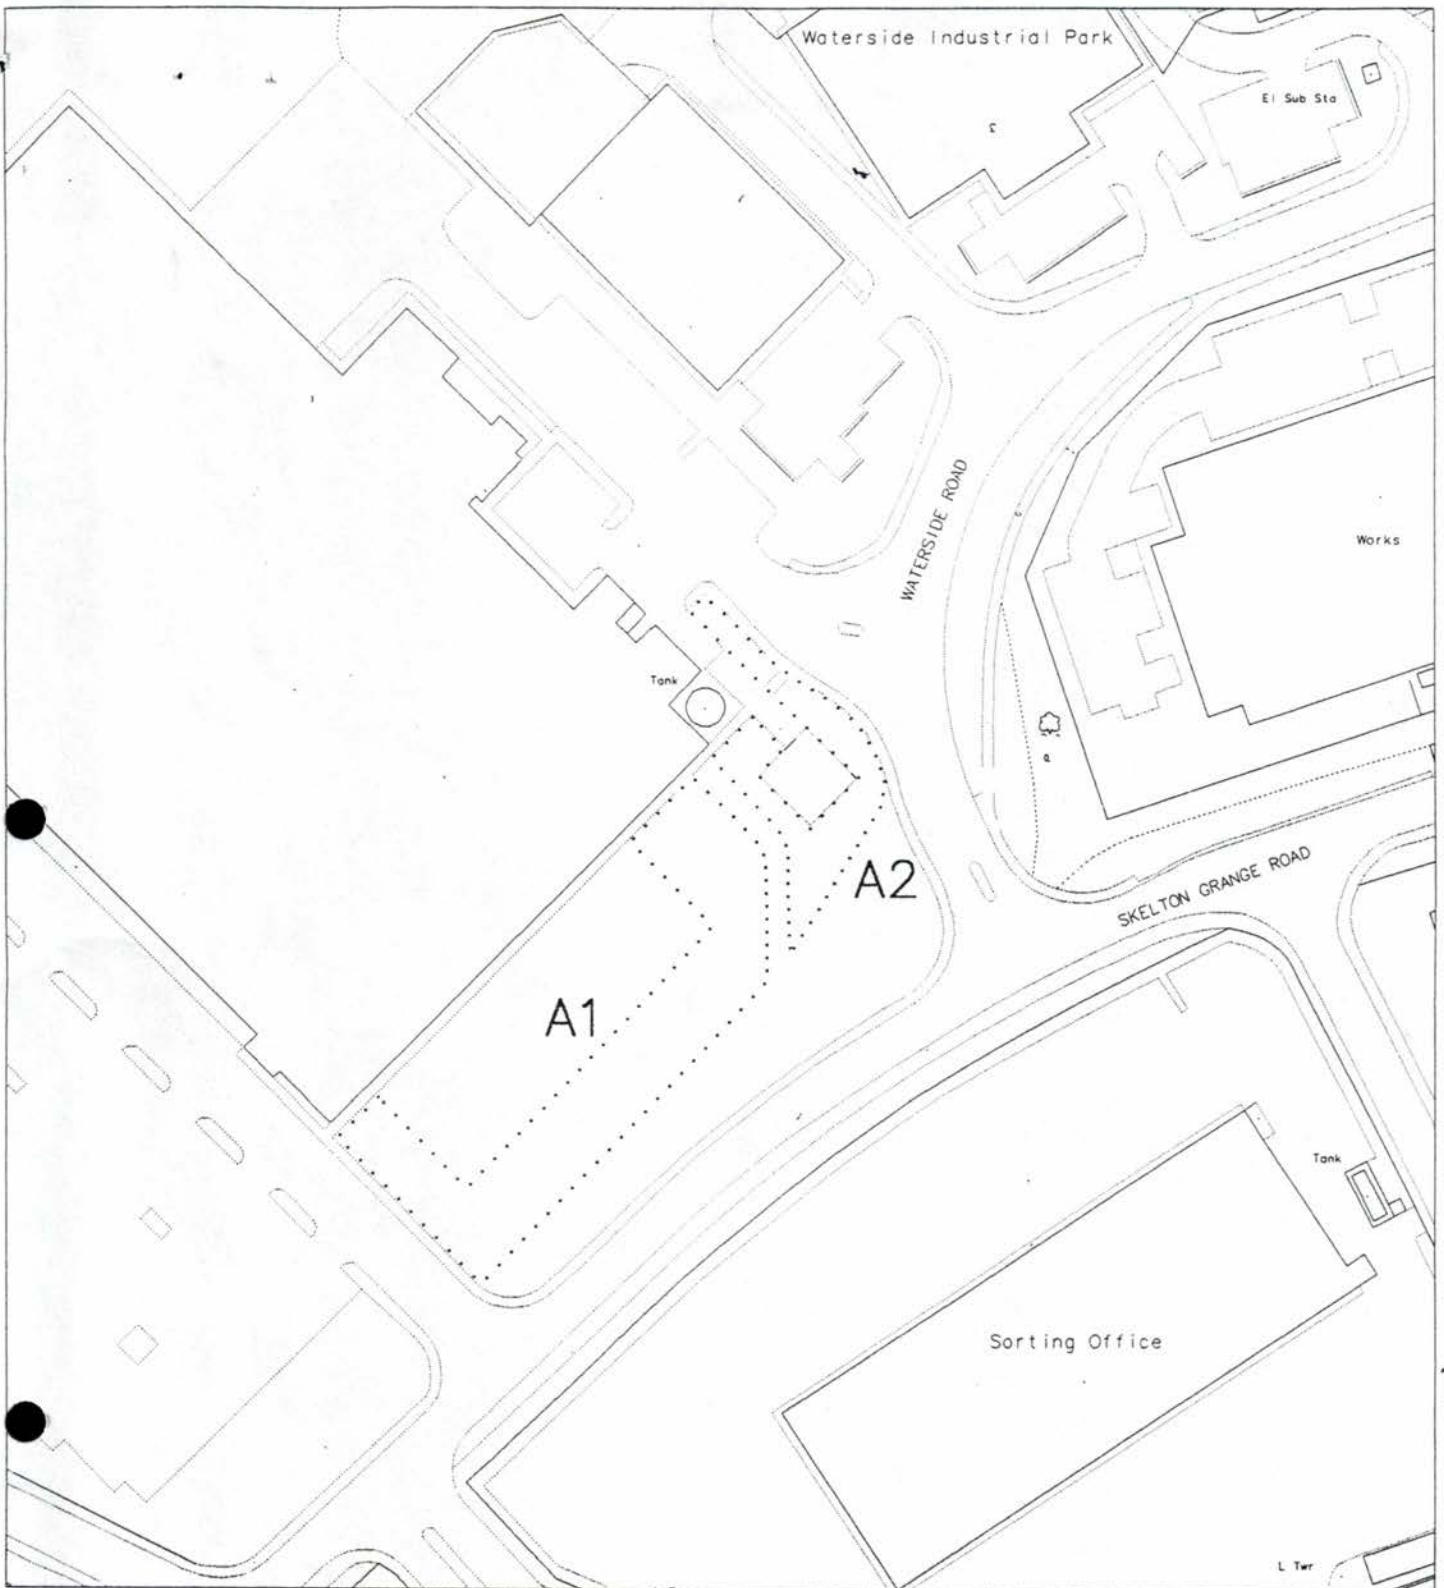 Waterside Industrial Park
El Sub Sta
WATERSIDE ROAD
Works
Tank
A2
SKELTON GRANGE ROAD
A1
Tank
Sorting Office
L Twr